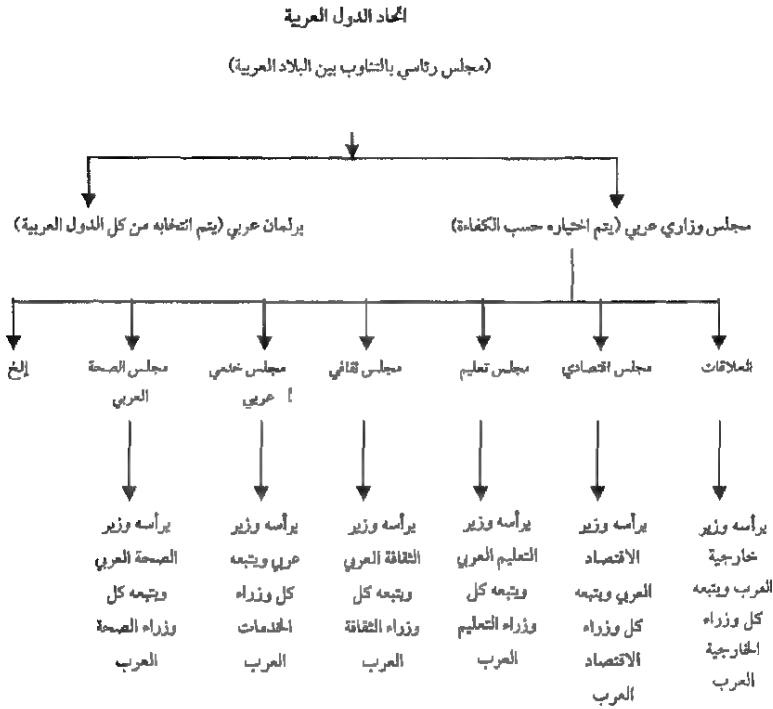 اتحاد الدول العربية
(مجلس رئاسي بالتناوب بين البلاد العربية)
مجلس وزاري عربي (يتم اختياره حسب الكفاءة)
برلمان عربي (يتم انتخابه من كل الدول العربية)
العلاقات
مجلس اقتصادي
مجلس تعليم
مجلس ثقافي
مجلس خدمي
أ عربي
مجلس الصحة
العربي
إلخ
يرأسه وزير
خارجية
العرب ويتبعه
كل وزراء
الخارجية
العرب
يرأسه وزير
الاقتصاد
العربي ويتبعه
كل وزراء
الاقتصاد
العرب
يرأسه وزير
التعليم العربي
ويتبعه كل
وزراء التعليم
العرب
يرأسه وزير
الثقافة العربي
ويتبعه كل
وزراء الثقافة
العرب
يرأسه وزير
عربي ويتبعه
كل وزراء
الخدمات
العرب
يرأسه وزير
الصحة العربي
ويتبعه كل
وزراء الصحة
العرب